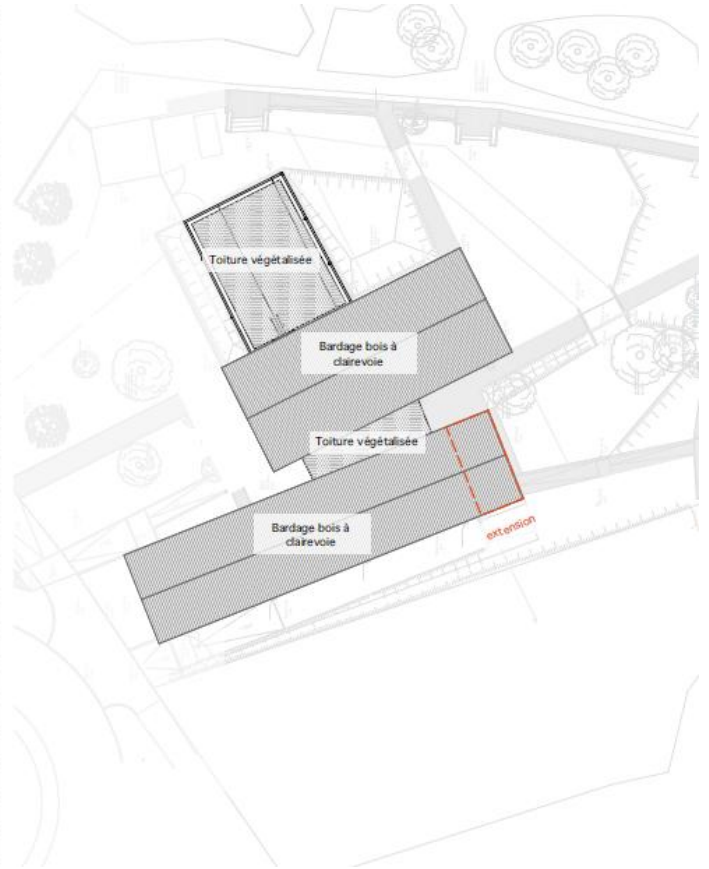 Toiture végétalisée
Bardage bois à
clairevoie
Toiture végétalisée
Bardage bois à
clairevoie
extension